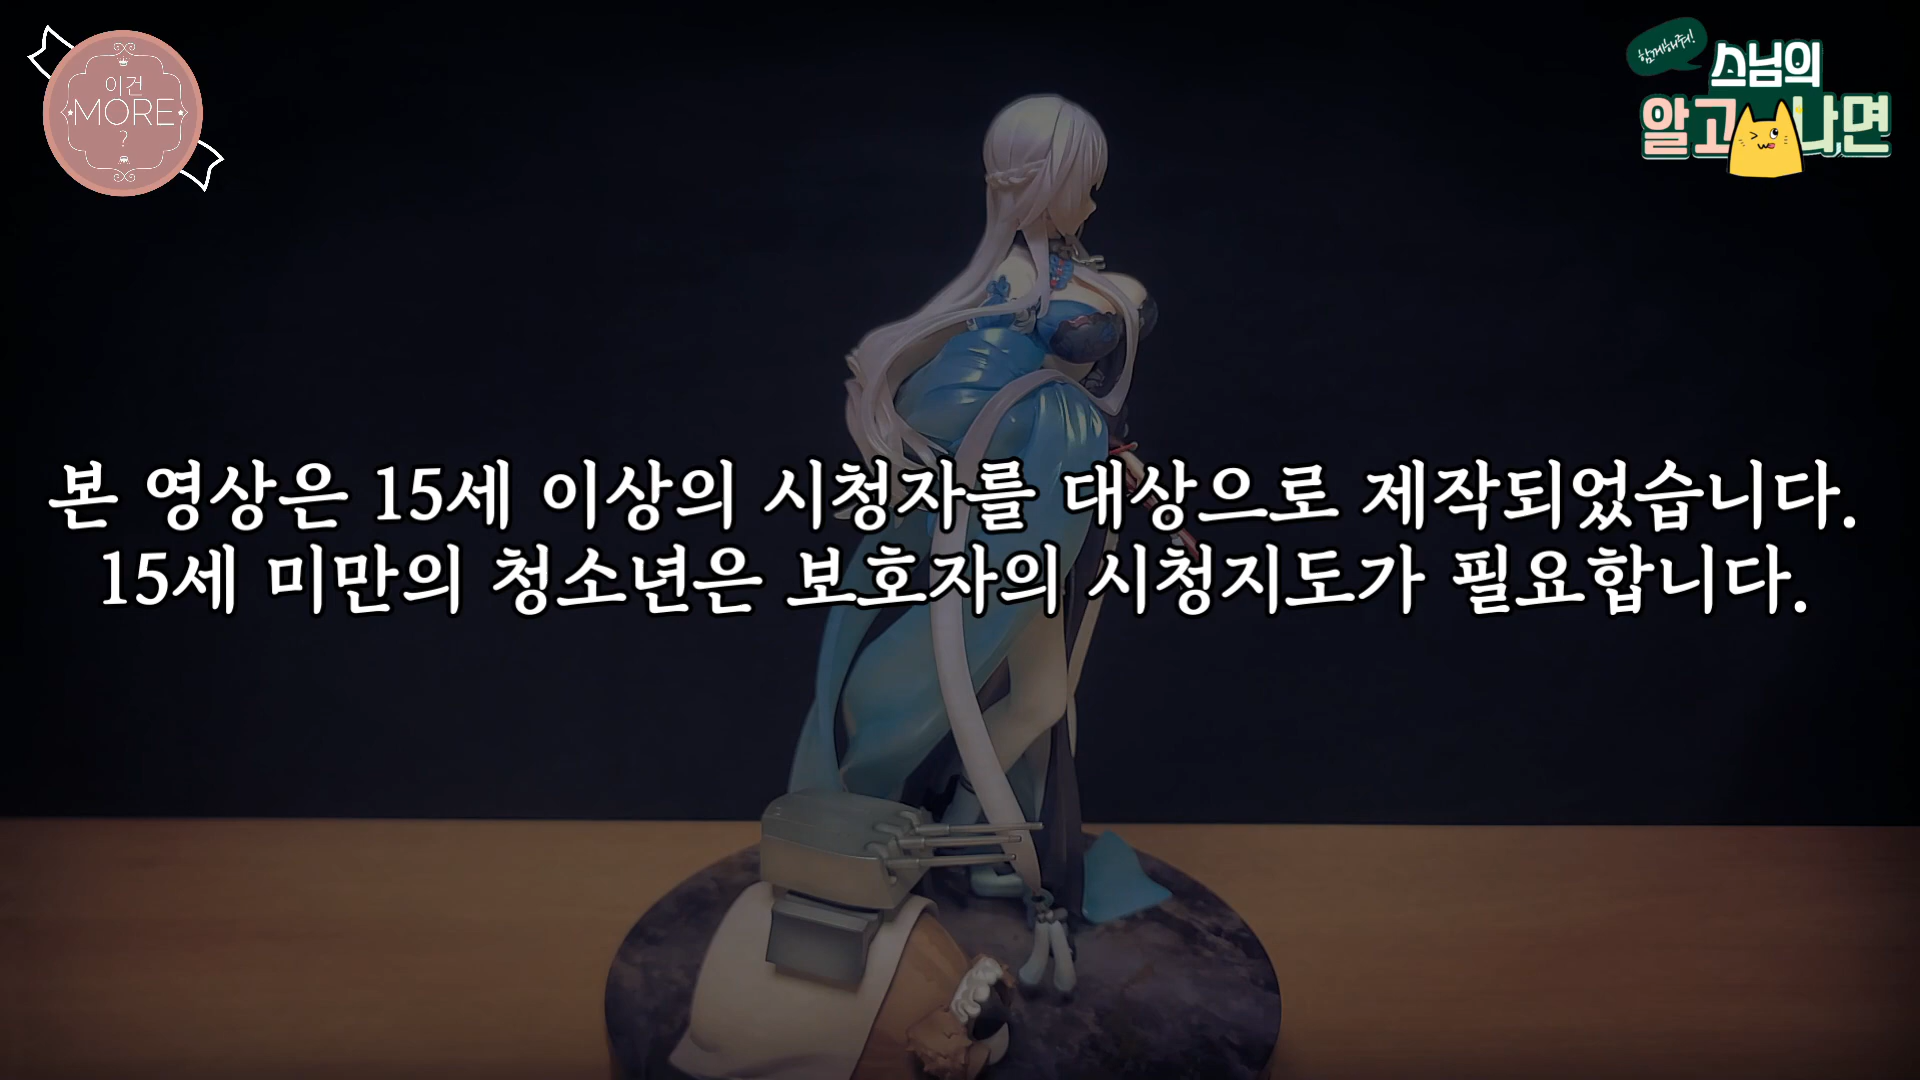 이건
MORE
?
함께해줘!
스님의
알고나면
본 영상은 15세 이상의 시청자를 대상으로 제작되었습니다.
15세 미만의 청소년은 보호자의 시청지도가 필요합니다.